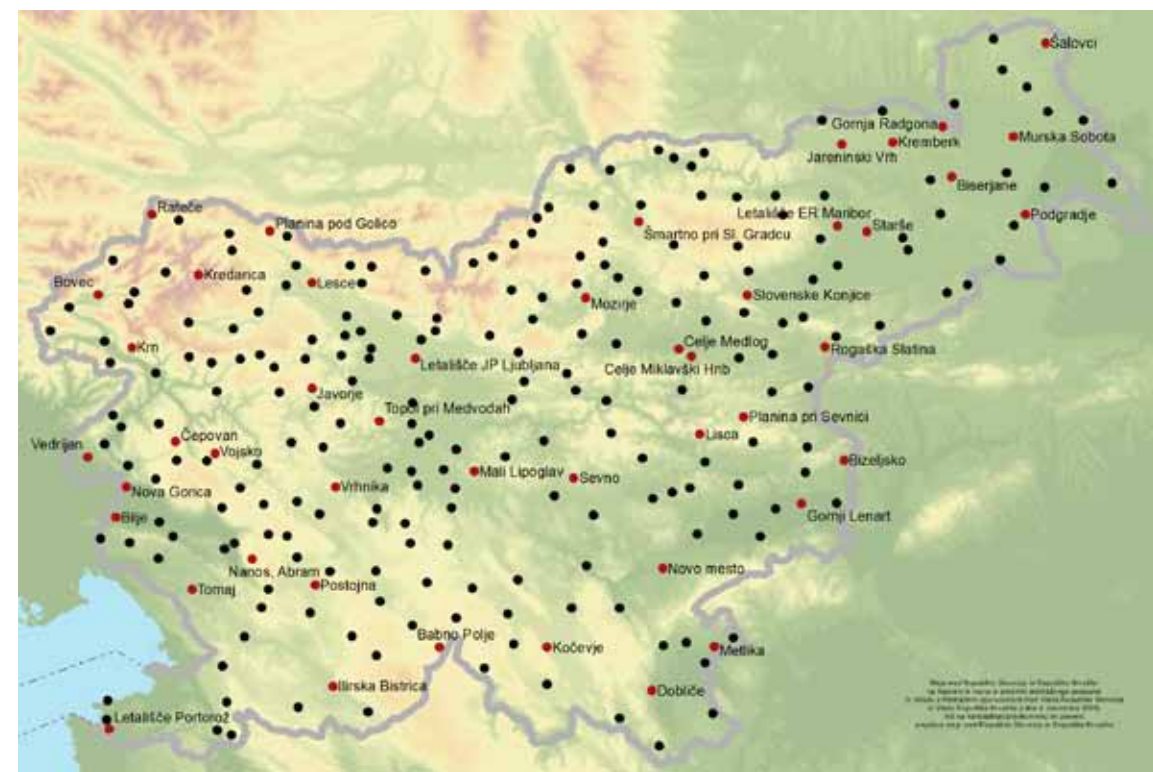 Šalovci
Gornja Radgona
Kremberk
Murska Sobota
Jareninski Vrh
Biserjane
Rateče
Planina pod Golico
Letališče ER Maribor
Podgradje
Starše
Šmartno pri Sl. Gradcu
Kredarica
Bovec
Lesce
Mozirje
Slovenske Konjice
Krn
Celje Medlog
Rogaška Slatina
Letališče JP Ljubljana
Celje Miklavški Hrib
Javorje
Topol pri Medvodah
Planina pri Sevnici
Lisca
Čepovan
Vedrijan
Vojsko
Bizeljsko
Mali Lipoglav
Sevno
Nova Gorica
Vrhnika
Bilje
Gornji Lenart
Nanos, Abram
Novo mesto
Tomaj
Postojna
Babno Polje
Kočevje
Metlika
Ilirska Bistrica
Dobliče
Letališče Portorož